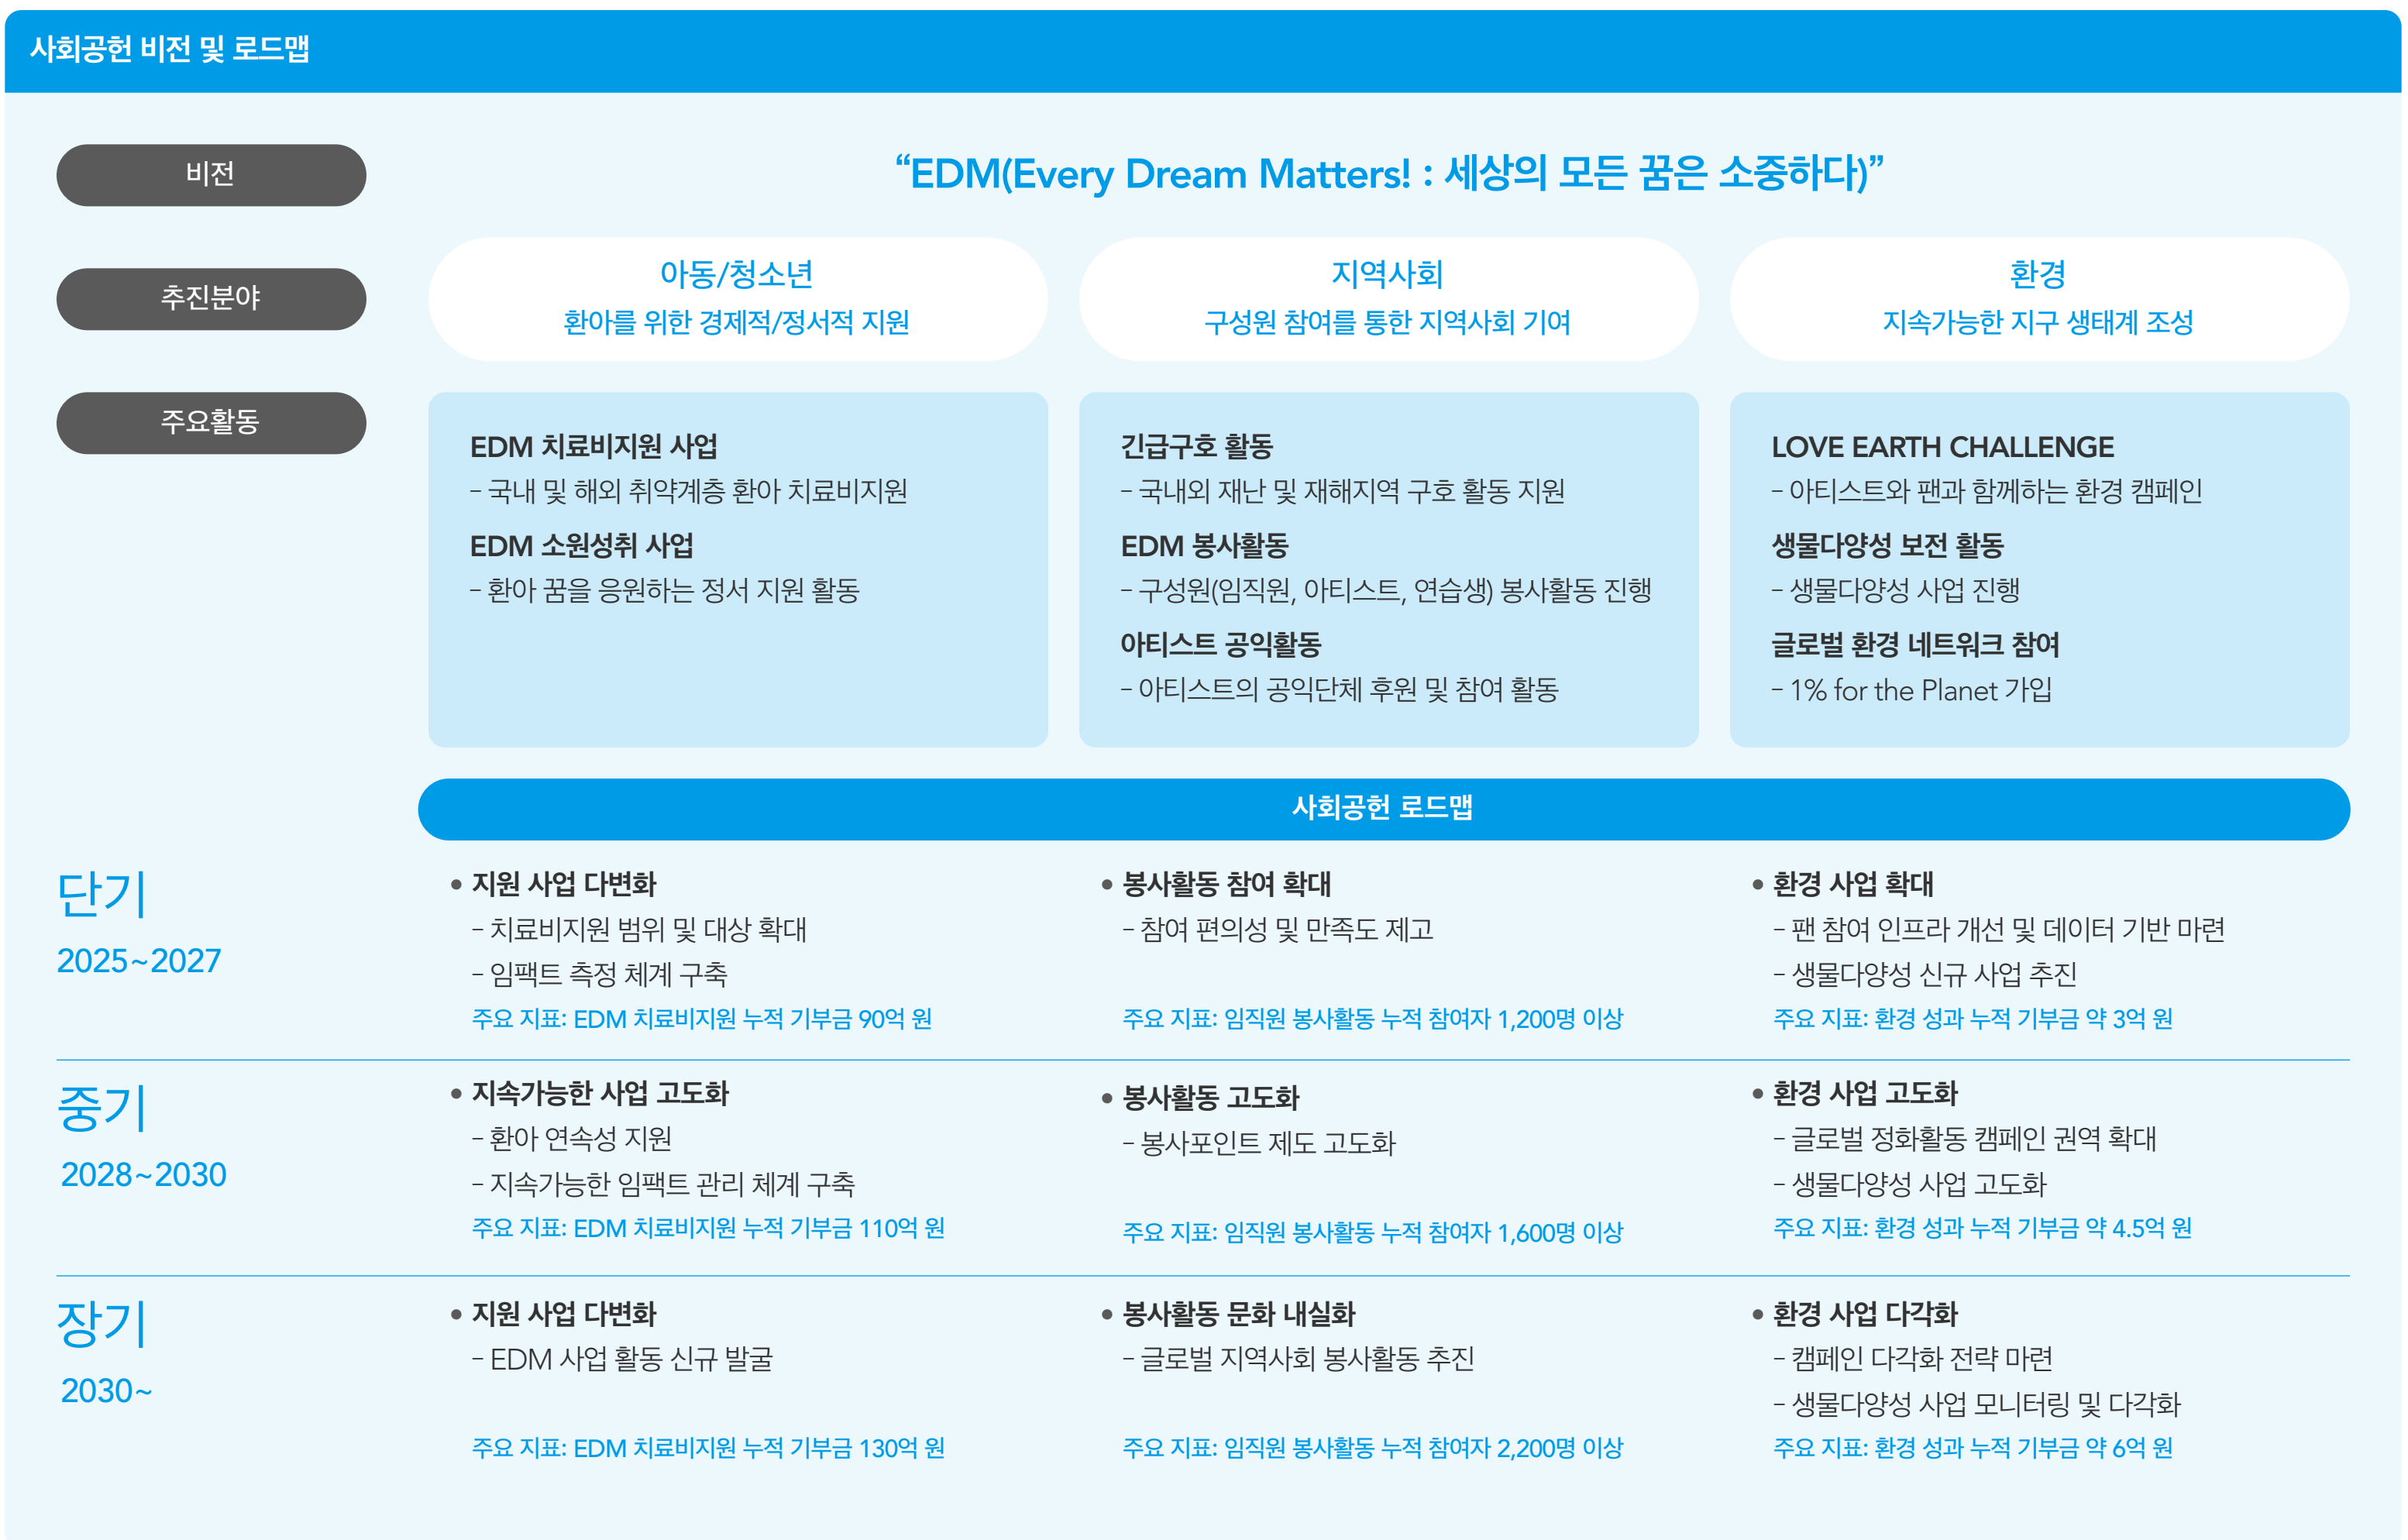 사회공헌 비전 및 로드맵
비전
“EDM(Every Dream Matters! : 세상의 모든 꿈은 소중하다)”
추진분야
아동/청소년
환아를 위한 경제적/정서적 지원
지역사회
구성원 참여를 통한 지역사회 기여
환경
지속가능한 지구 생태계 조성
주요활동
EDM 치료비지원 사업
- 국내 및 해외 취약계층 환아 치료비지원
EDM 소원성취 사업
- 환아 꿈을 응원하는 정서 지원 활동
긴급구호 활동
- 국내외 재난 및 재해지역 구호 활동 지원
EDM 봉사활동
- 구성원(임직원, 아티스트, 연습생) 봉사활동 진행
아티스트 공익활동
- 아티스트의 공익단체 후원 및 참여 활동
LOVE EARTH CHALLENGE
- 아티스트와 팬과 함께하는 환경 캠페인
생물다양성 보전 활동
- 생물다양성 사업 진행
글로벌 환경 네트워크 참여
- 1% for the Planet 가입
사회공헌 로드맵
단기
2025~2027
• 지원 사업 다변화
- 치료비지원 범위 및 대상 확대
- 임팩트 측정 체계 구축
주요 지표: EDM 치료비지원 누적 기부금 90억 원
• 봉사활동 참여 확대
- 참여 편의성 및 만족도 제고
주요 지표: 임직원 봉사활동 누적 참여자 1,200명 이상
• 환경 사업 확대
- 팬 참여 인프라 개선 및 데이터 기반 마련
- 생물다양성 신규 사업 추진
주요 지표: 환경 성과 누적 기부금 약 3억 원
중기
2028~2030
• 지속가능한 사업 고도화
- 환아 연속성 지원
- 지속가능한 임팩트 관리 체계 구축
주요 지표: EDM 치료비지원 누적 기부금 110억 원
• 봉사활동 고도화
- 봉사포인트 제도 고도화
주요 지표: 임직원 봉사활동 누적 참여자 1,600명 이상
• 환경 사업 고도화
- 글로벌 정화활동 캠페인 권역 확대
- 생물다양성 사업 고도화
주요 지표: 환경 성과 누적 기부금 약 4.5억 원
장기
2030~
• 지원 사업 다변화
- EDM 사업 활동 신규 발굴
주요 지표: EDM 치료비지원 누적 기부금 130억 원
• 봉사활동 문화 내실화
- 글로벌 지역사회 봉사활동 추진
주요 지표: 임직원 봉사활동 누적 참여자 2,200명 이상
• 환경 사업 다각화
- 캠페인 다각화 전략 마련
- 생물다양성 사업 모니터링 및 다각화
주요 지표: 환경 성과 누적 기부금 약 6억 원